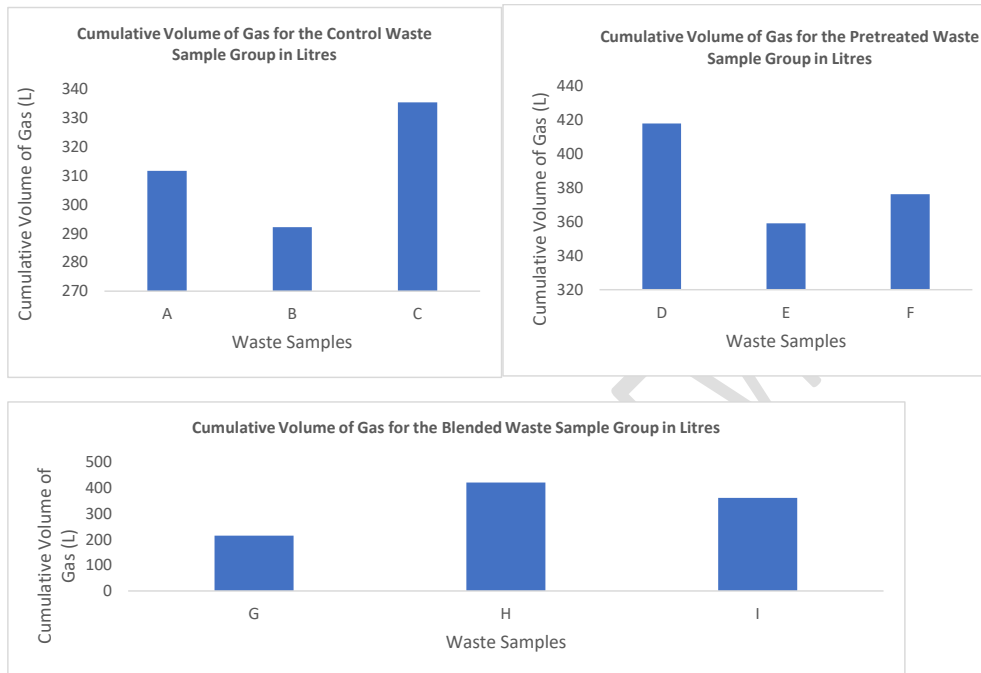 Cumulative Volume of Gas for the Control Waste
Sample Group in Litres
Cumulative Volume of Gas (L)
340
330
320
310
300
290
280
270
A B C
Waste Samples
Cumulative Volume of Gas for the Pretreated Waste
Sample Group in Litres
Cumulative Volume of Gas (L)
440
420
400
380
360
340
320
D E F
Waste Samples
Cumulative Volume of Gas for the Blended Waste Sample Group in Litres
Cumulative Volume of
Gas (L)
500
400
300
200
100
0
G H I
Waste Samples